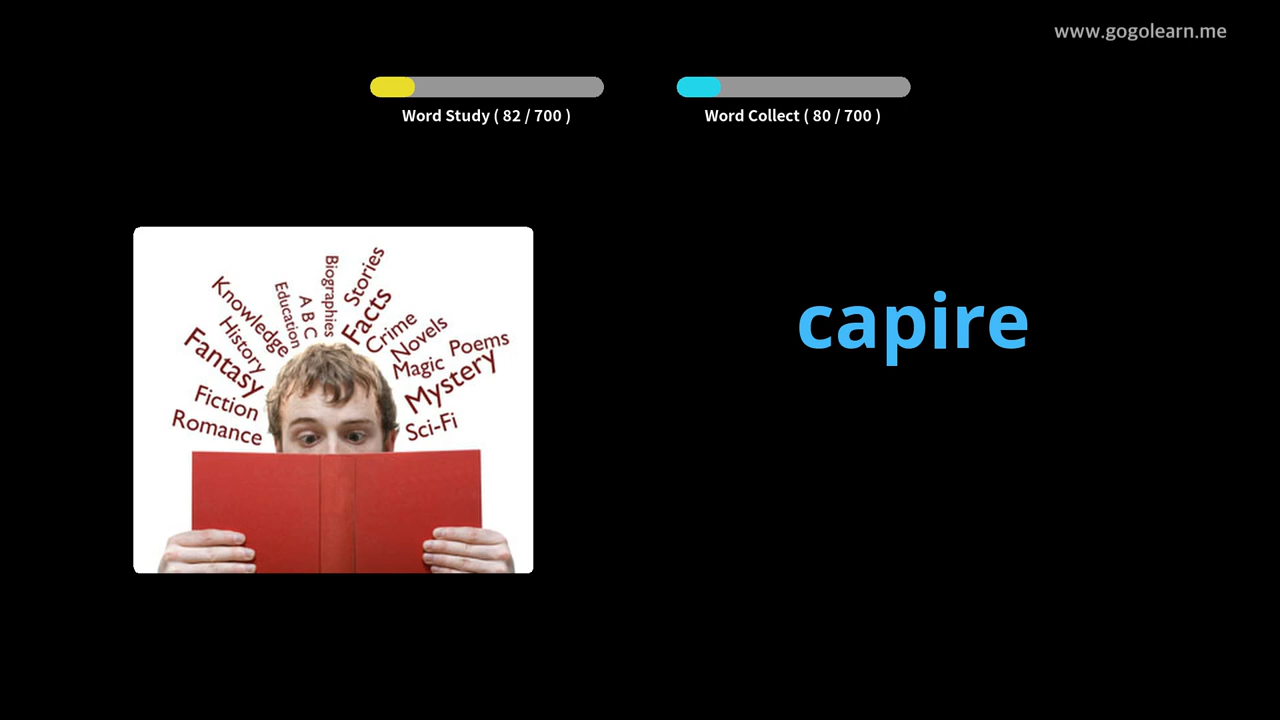 www.gogolearn.me
Word Study ( 82 / 700 )
Word Collect ( 80 / 700 )
capire
Biographies
Stories
Education
A B C
Facts
Knowledge
Crime
Novels
History
Poems
Fantasy
Magic
Mystery
Fiction
Sci-Fi
Romance